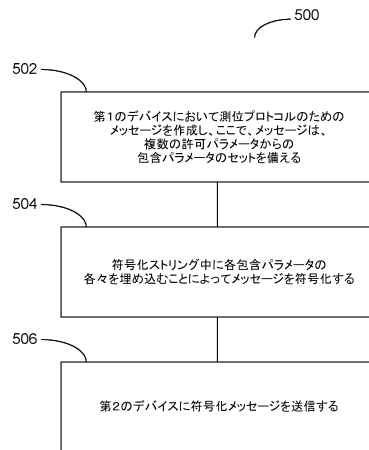 500
502
第１のデバイスにおいて測位プロトコルのための
メッセージを作成し、ここで、メッセージは、
複数の許可パラメータからの
包含パラメータのセットを備える
504
符号化ストリング中に各包含パラメータの
各々を埋め込むことによってメッセージを符号化する
506
第２のデバイスに符号化メッセージを送信する